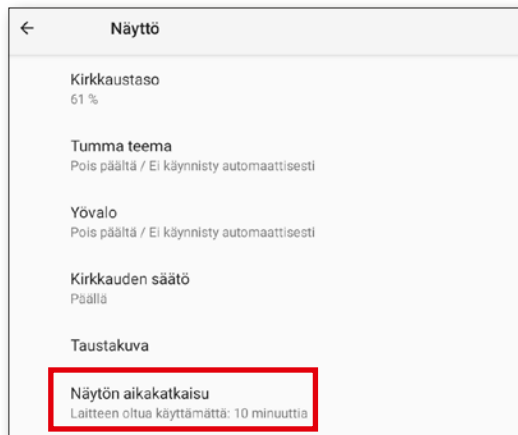 Näyttö
Kirkkaustaso
61 %
Tumma teema
Pois päältä / Ei käynnisty automaattisesti
Yövalo
Pois päältä / Ei käynnisty automaattisesti
Kirkkauden säätö
Päällä
Taustakuva
Näytön aikakatkaisu
Laitteen oltua käyttämättä: 10 minuuttia